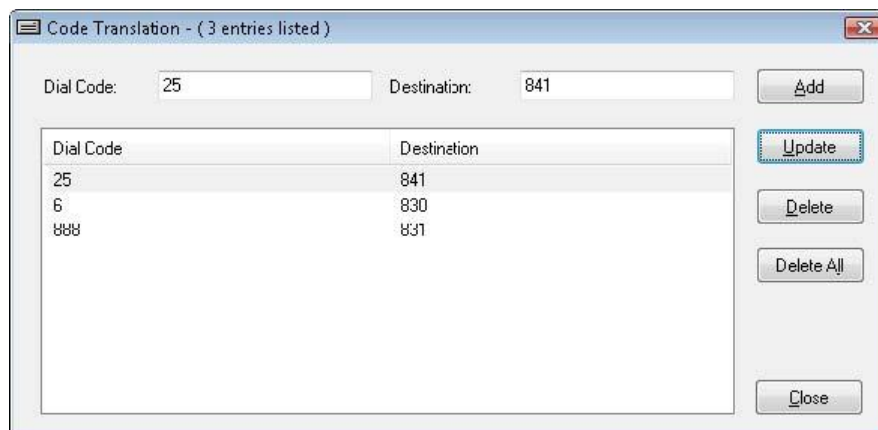 Code Translation - ( 3 entries listed )
Dial Code: 25 Destination: 841 Add
Dial Code Destination Update
25 841
6 830 Delete
888 831
Delete All
Close